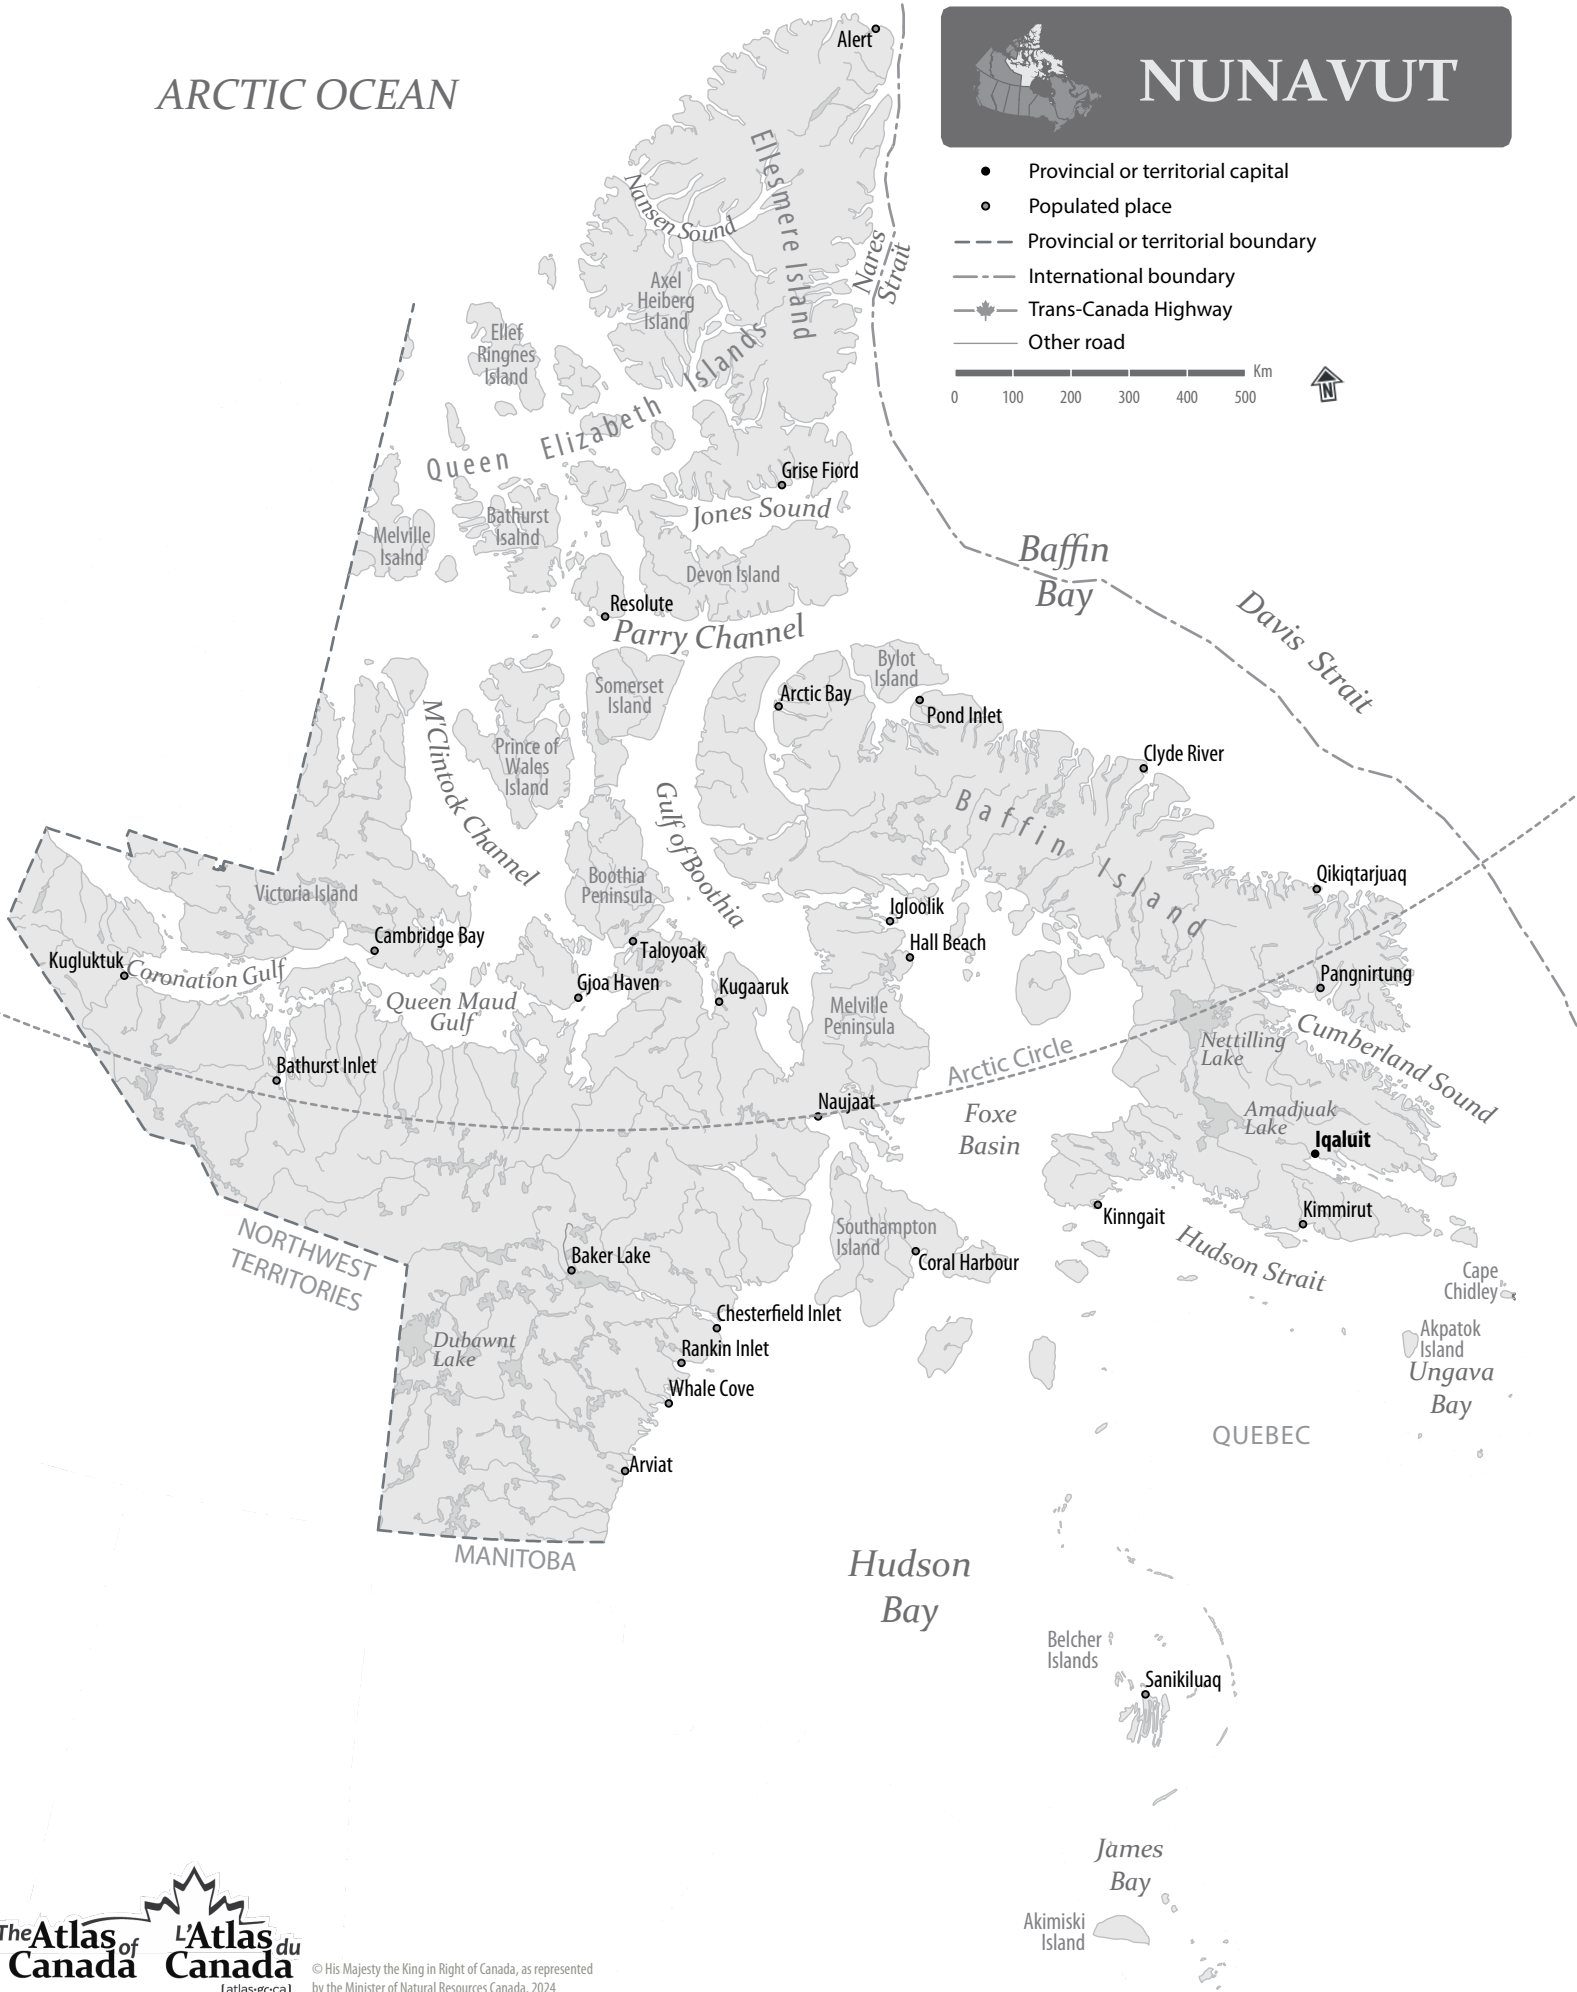 NUNAVUT
Provincial or territorial capital
Populated place
Provincial or territorial boundary
International boundary
Trans-Canada Highway
Other road
Km
0 100 200 300 400 500
N
ARCTIC OCEAN
Alert
Ellesmere Island
Nansen Sound
Nares
Strait
Axel
Heiberg
Island
Ellef
Ringnes
Island
Queen Elizabeth Islands
Grise Fiord
Jones Sound
Bathurst
Isalnd
Melville
Isalnd
Devon Island
Baffin
Bay
Davis Strait
Resolute
Parry Channel
Bylot
Island
Somerset
Island
Arctic Bay
Pond Inlet
M'Clintock Channel
Prince of
Wales
Island
Clyde River
Gulf of Boothia
Baffin Island
Victoria Island
Boothia
Peninsula
Qikiqtarjuaq
Igloolik
Cambridge Bay
Hall Beach
Taloyoak
Kugluktuk
Coronation Gulf
Gjoa Haven
Kugaaruk
Pangnirtung
Queen Maud
Gulf
Melville
Peninsula
Cumberland Sound
Nettilling
Lake
Arctic Circle
Bathurst Inlet
Naujaat
Foxe
Basin
Amadjuak
Lake
Iqaluit
Kinngait
Kimmirut
Southampton
Island
Coral Harbour
Hudson Strait
NORTHWEST
TERRITORIES
Baker Lake
Cape
Chidley
Chesterfield Inlet
Akpatok
Island
Dubawnt
Lake
Rankin Inlet
Ungava
Bay
Whale Cove
QUEBEC
Arviat
MANITOBA
Hudson
Bay
Belcher
Islands
Sanikiluaq
James
Bay
Akimiski
Island
The Atlas of
Canada
L'Atlas du
Canada
(atlas•gc•ca)
© His Majesty the King in Right of Canada, as represented
by the Minister of Natural Resources Canada, 2024